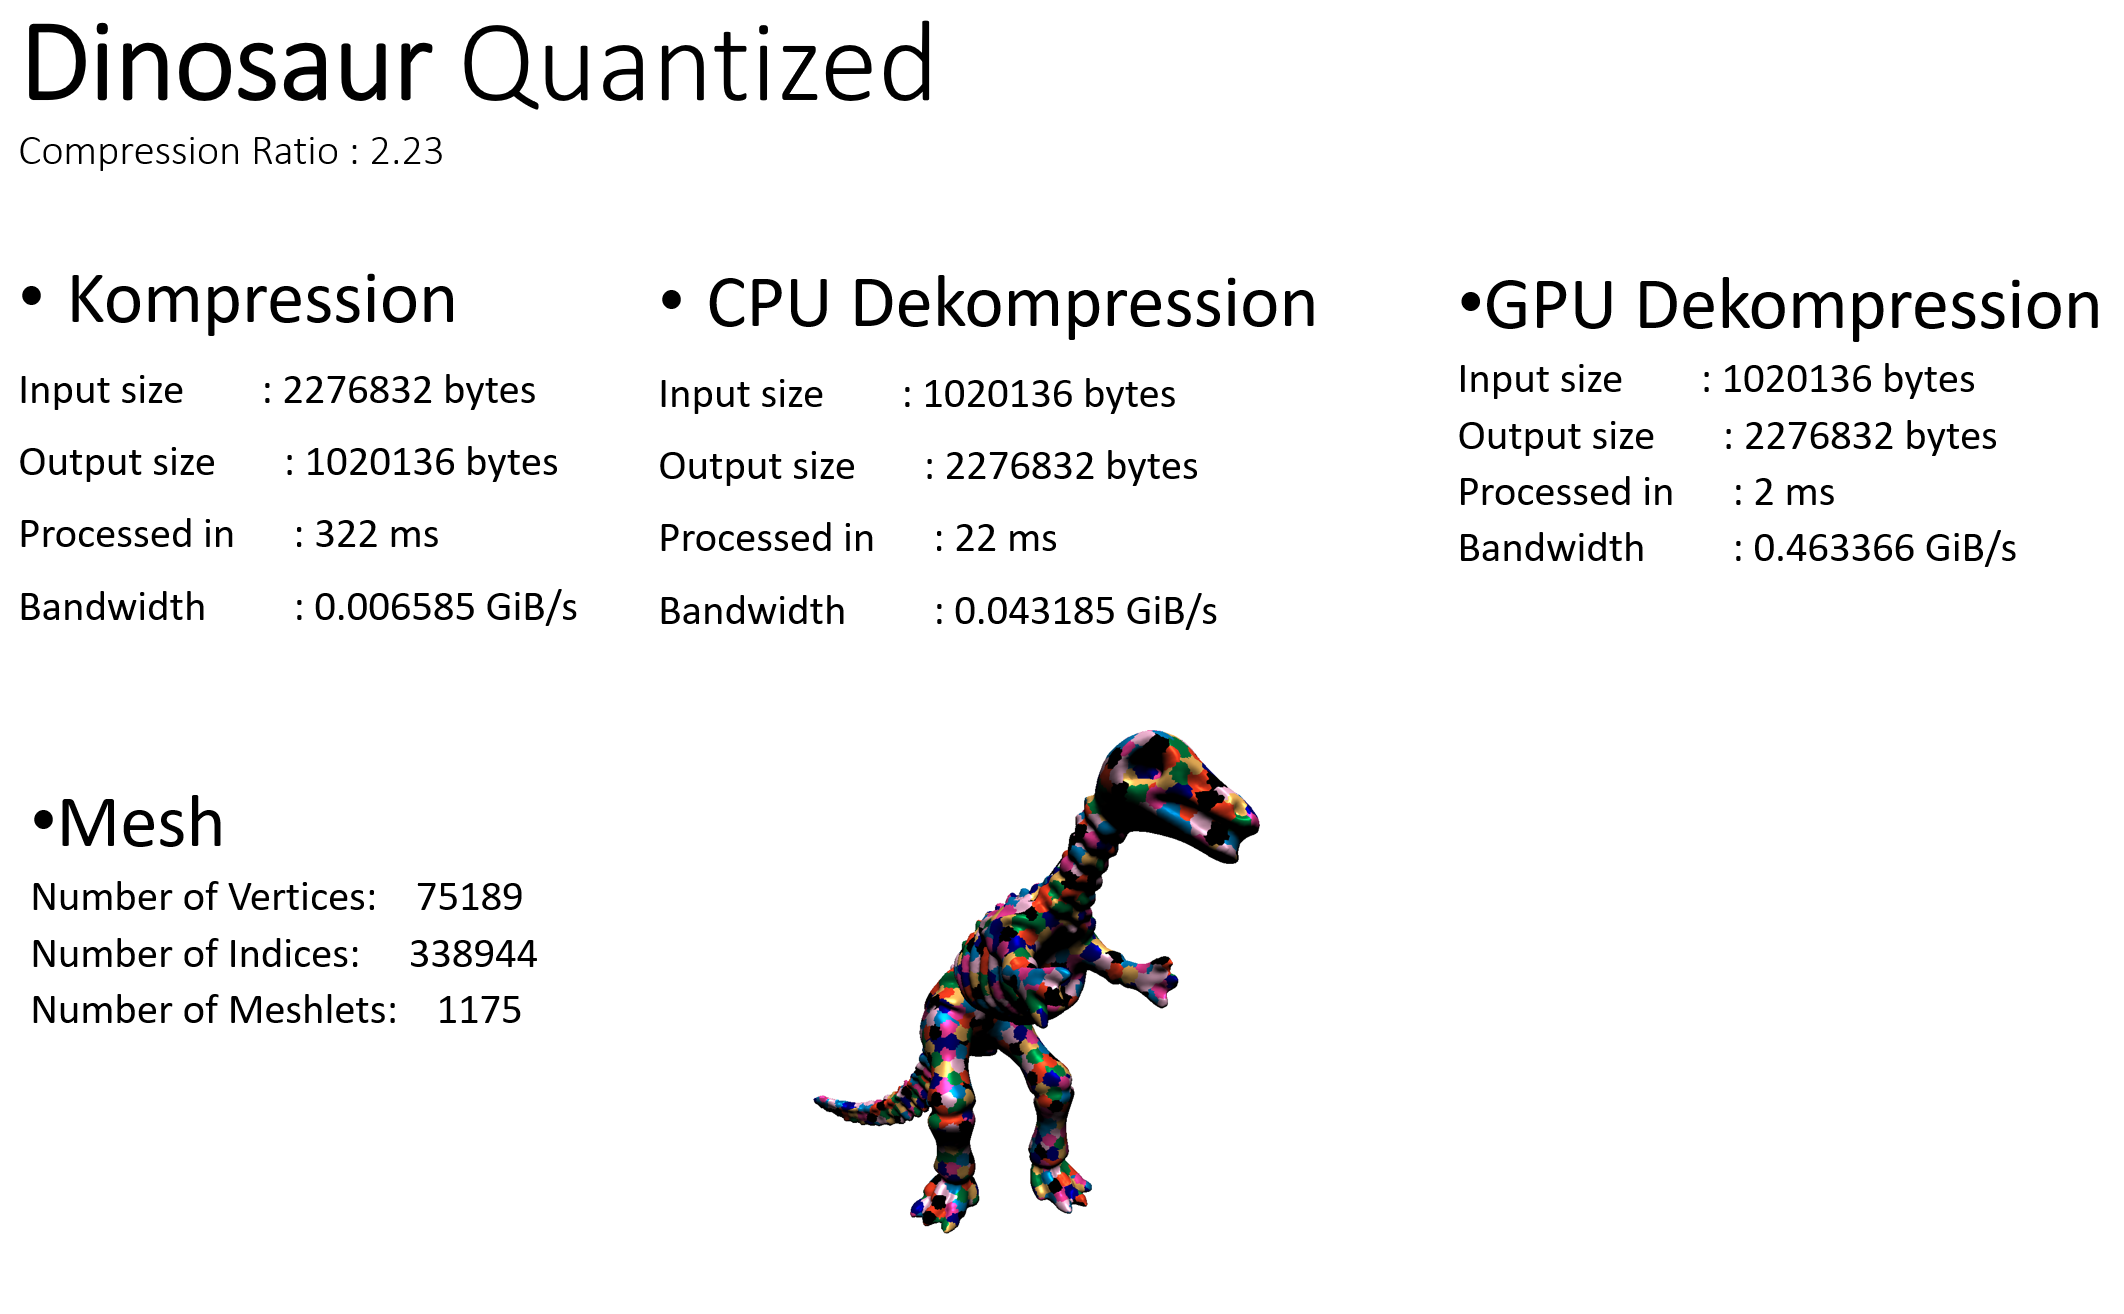 Dinosaur Quantized
Compression Ratio : 2.23
• Kompression
Input size : 2276832 bytes
Output size : 1020136 bytes
Processed in : 322 ms
Bandwidth : 0.006585 GiB/s
• CPU Dekompression
Input size : 1020136 bytes
Output size : 2276832 bytes
Processed in : 22 ms
Bandwidth : 0.043185 GiB/s
•GPU Dekompression
Input size : 1020136 bytes
Output size : 2276832 bytes
Processed in : 2 ms
Bandwidth : 0.463366 GiB/s
•Mesh
Number of Vertices: 75189
Number of Indices: 338944
Number of Meshlets: 1175